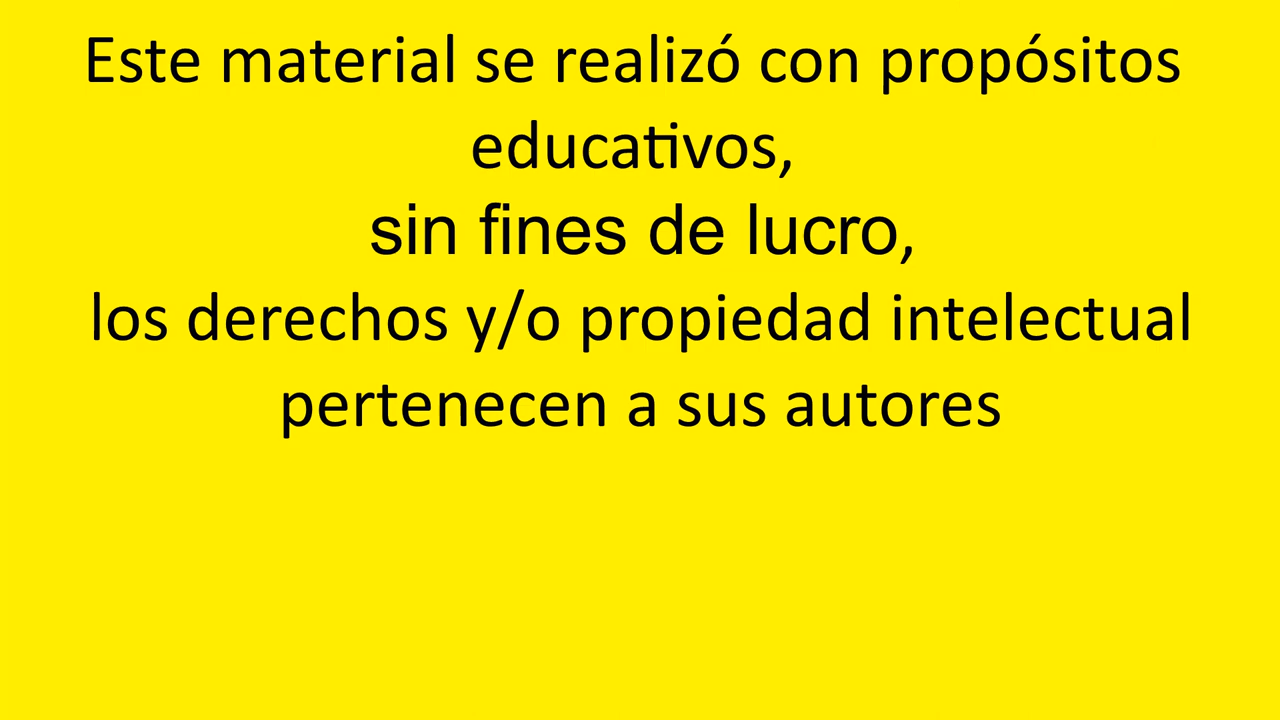 Este material se realizó con propósitos
educativos,
sin fines de lucro,
los derechos y/o propiedad intelectual
pertenecen a sus autores